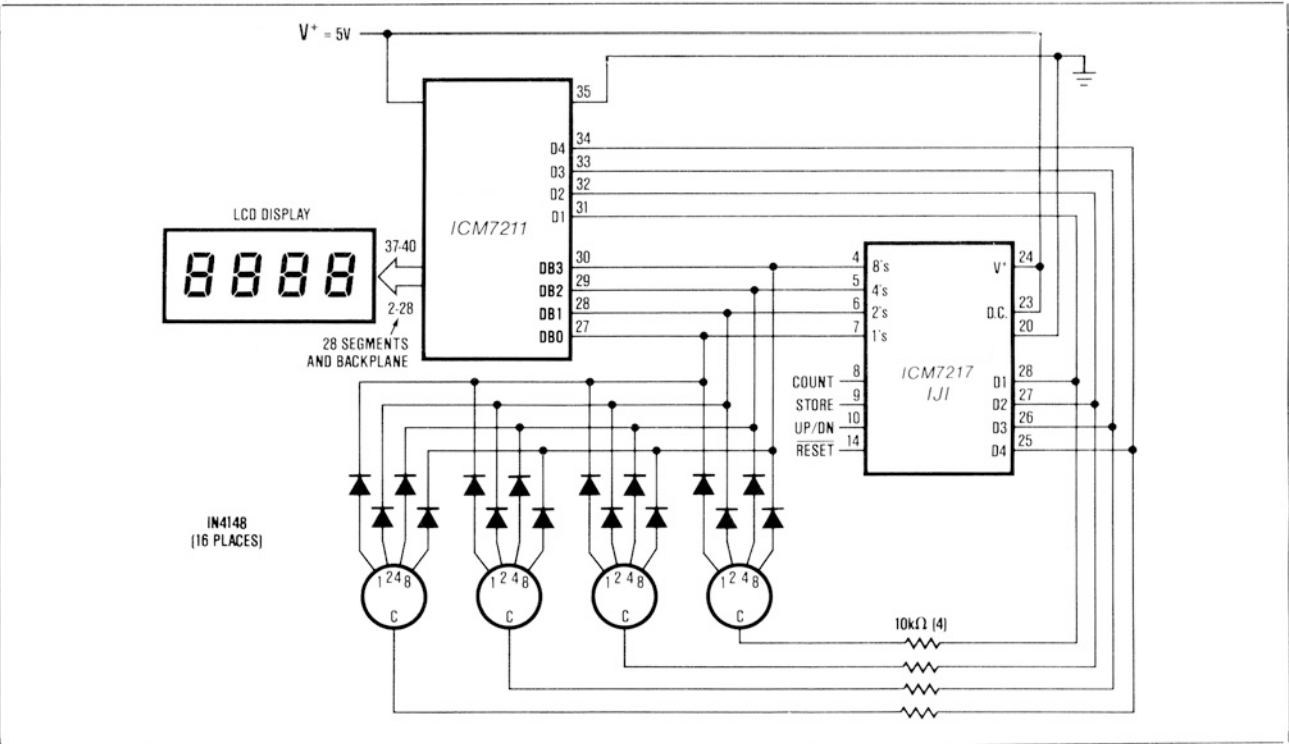 V+ = 5V
35
D4 34
D3 33
D2 32
D1 31
ICM7211
LCD DISPLAY
8888
37-40
2-28
28 SEGMENTS
AND BACKPLANE
DB3 30
DB2 29
DB1 28
DB0 27
4 8's
5 4's
6 2's
7 1's
V+ 24
D.C. 23
20
ICM7217
IJI
COUNT 8
STORE 9
UP/DN 10
RESET 14
D1 28
D2 27
D3 26
D4 25
IN4148
(16 PLACES)
1 2 4 8
C
1 2 4 8
C
1 2 4 8
C
1 2 4 8
C
10kΩ (4)